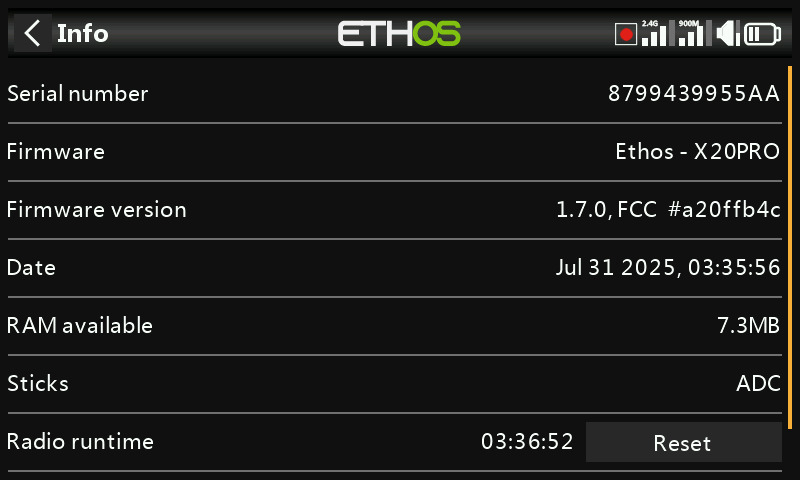 Info
ETHOS
2.4G
900M
Serial number 8799439955AA
Firmware Ethos - X20PRO
Firmware version 1.7.0, FCC #a20ffb4c
Date Jul 31 2025, 03:35:56
RAM available 7.3MB
Sticks ADC
Radio runtime 03:36:52 Reset